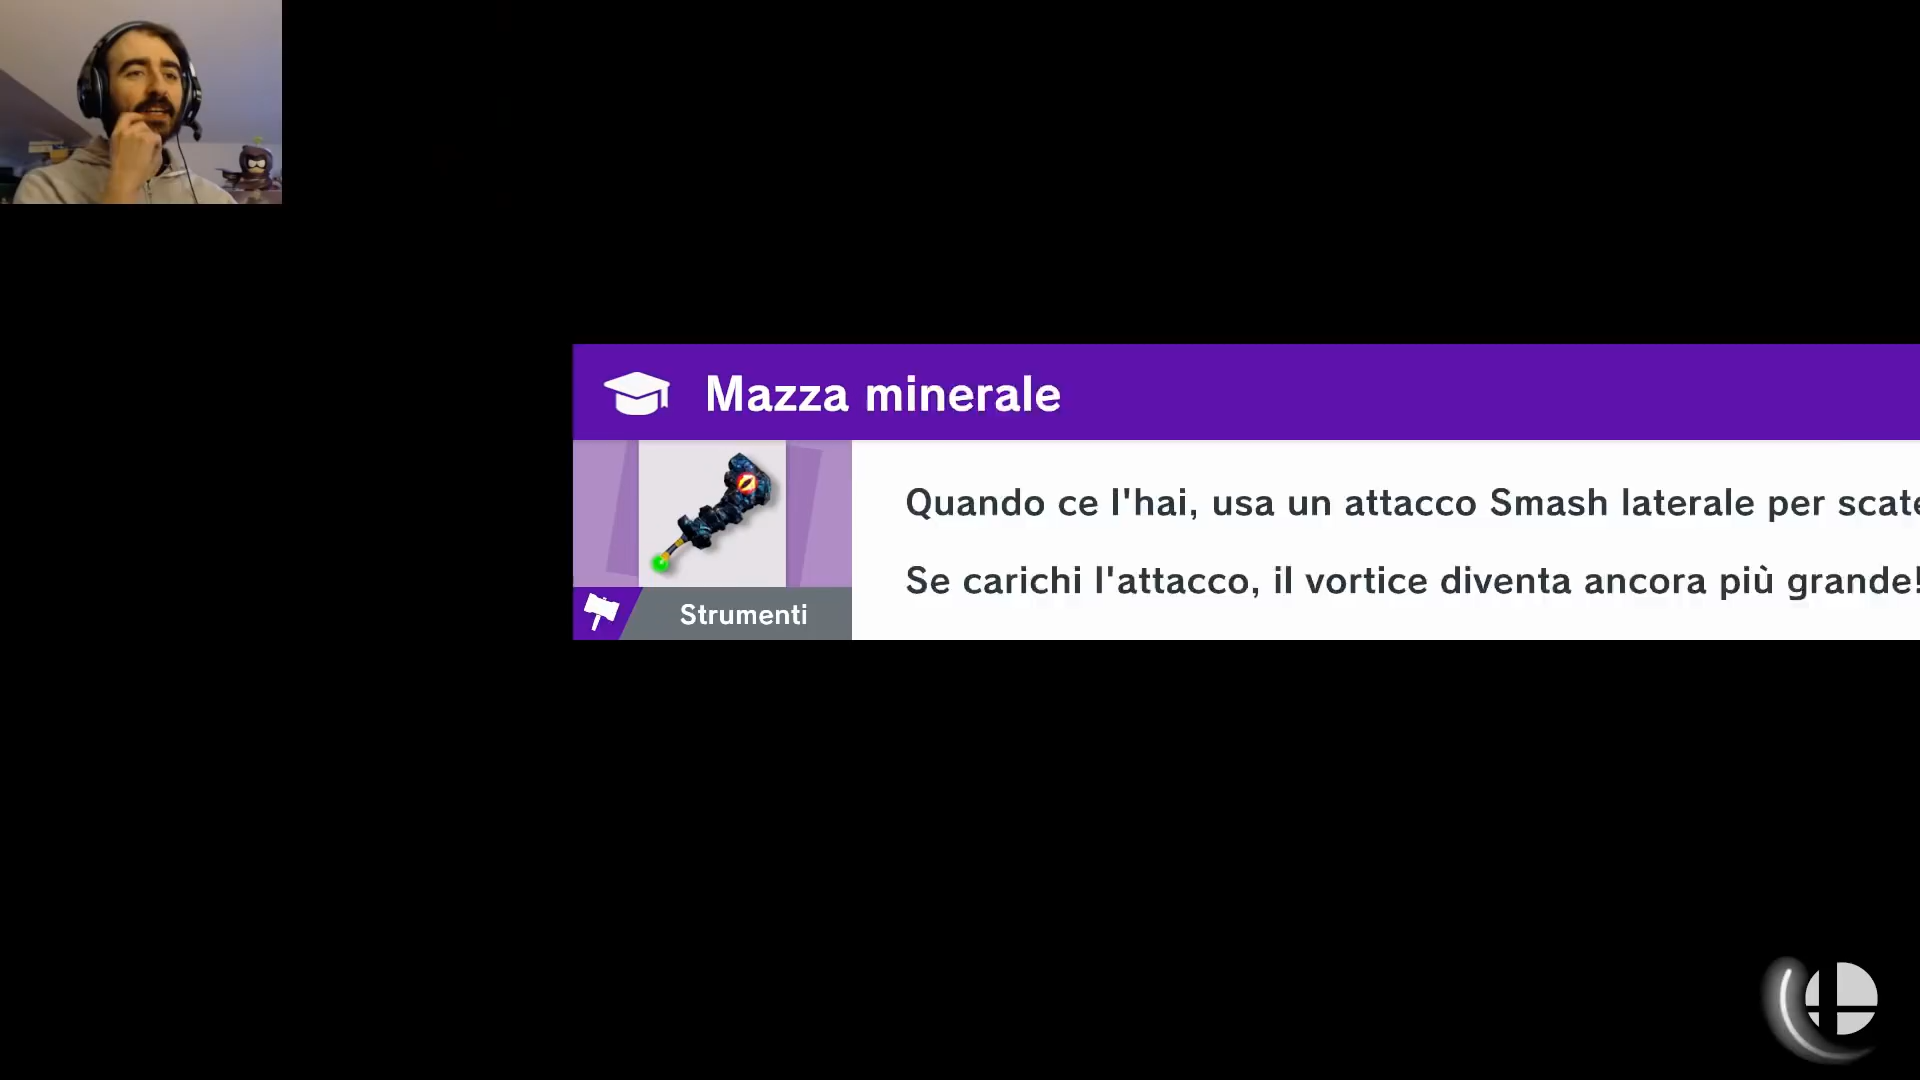 Mazza minerale
Quando ce l'hai, usa un attacco Smash laterale per
Se carichi l'attacco, il vortice diventa ancora più grande!
Strumenti